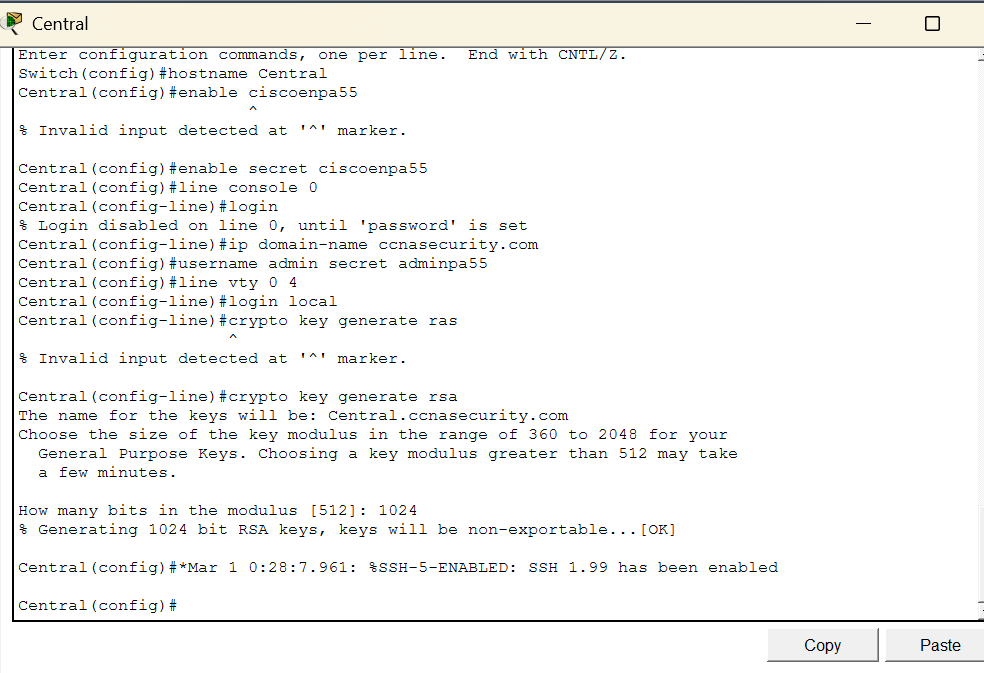 Central
Enter configuration commands, one per line.  End with CNTL/Z.
Switch(config)#hostname Central
Central(config)#enable ciscoenpa55
^
% Invalid input detected at '^' marker.
Central(config)#enable secret ciscoenpa55
Central(config)#line console 0
Central(config-line)#login
% Login disabled on line 0, until 'password' is set
Central(config-line)#ip domain-name ccnasecurity.com
Central(config)#username admin secret adminpa55
Central(config)#line vty 0 4
Central(config-line)#login local
Central(config-line)#crypto key generate ras
^
% Invalid input detected at '^' marker.
Central(config-line)#crypto key generate rsa
The name for the keys will be: Central.ccnasecurity.com
Choose the size of the key modulus in the range of 360 to 2048 for your
General Purpose Keys. Choosing a key modulus greater than 512 may take
a few minutes.
How many bits in the modulus [512]: 1024
% Generating 1024 bit RSA keys, keys will be non-exportable...[OK]
Central(config)#*Mar 1 0:28:7.961: %SSH-5-ENABLED: SSH 1.99 has been enabled
Central(config)#
Copy
Paste